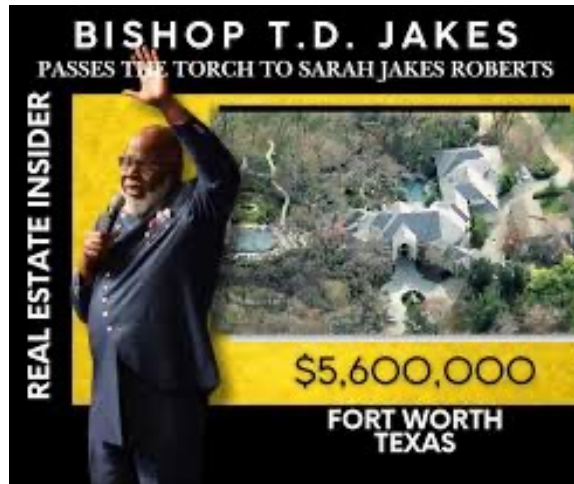 BISHOP T.D. JAKES
PASSES THE TORCH TO SARAH JAKES ROBERTS
REAL ESTATE INSIDER
$5,600,000
FORT WORTH
TEXAS